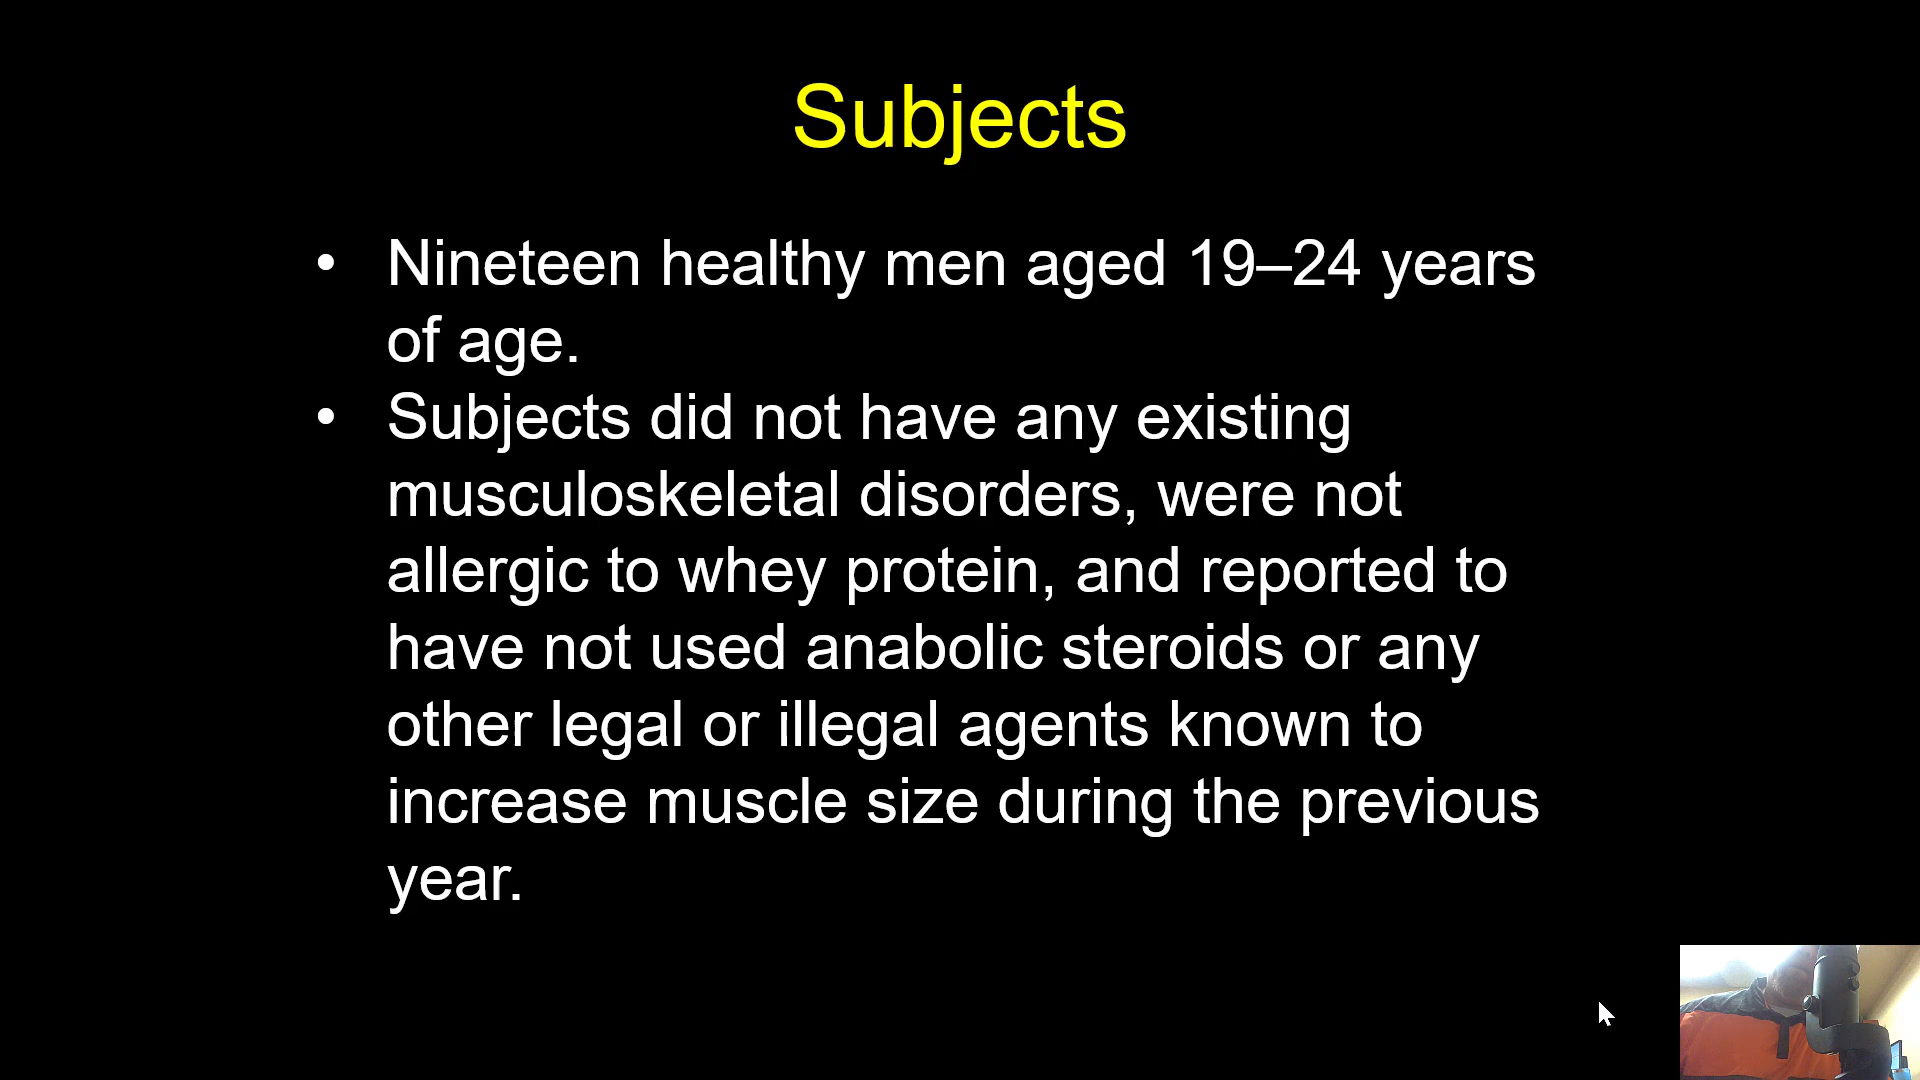 Subjects
• Nineteen healthy men aged 19–24 years
of age.
• Subjects did not have any existing
musculoskeletal disorders, were not
allergic to whey protein, and reported to
have not used anabolic steroids or any
other legal or illegal agents known to
increase muscle size during the previous
year.